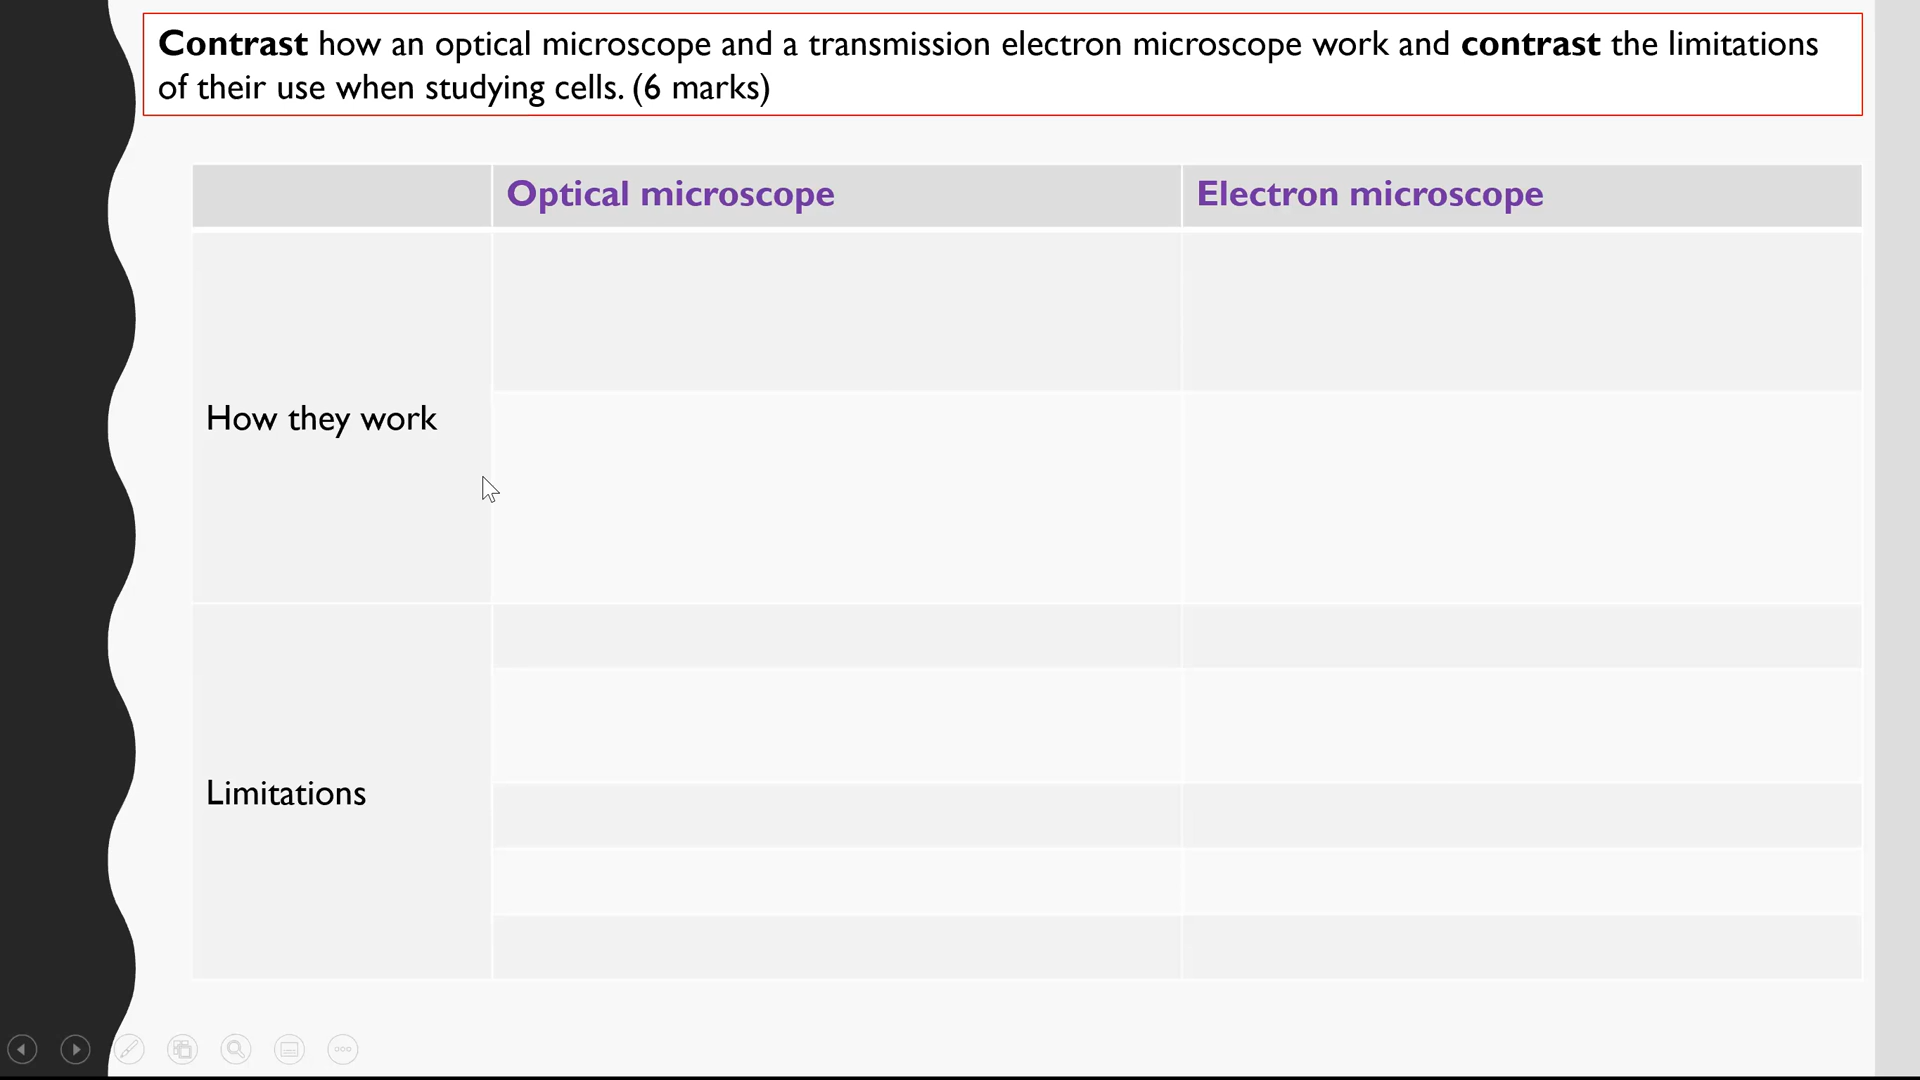 Contrast how an optical microscope and a transmission electron microscope work and contrast the limitations
of their use when studying cells. (6 marks)
Optical microscope
Electron microscope
How they work
Limitations